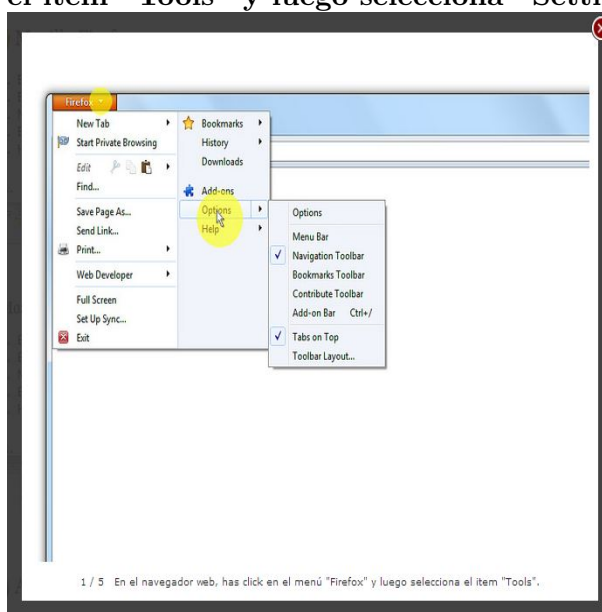 el ítem "Tools" y luego selecciona "Setti
Firefox
New Tab
Start Private Browsing
Edit
Find...
Save Page As...
Send Link...
Print...
Web Developer
Full Screen
Set Up Sync...
Exit
Bookmarks
History
Downloads
Add-ons
Options
Help
Options
Menu Bar
Navigation Toolbar
Bookmarks Toolbar
Contribute Toolbar
Add-on Bar Ctrl+/
Tabs on Top
Toolbar Layout...
1 / 5 En el navegador web, has click en el menú "Firefox" y luego selecciona el ítem "Tools".